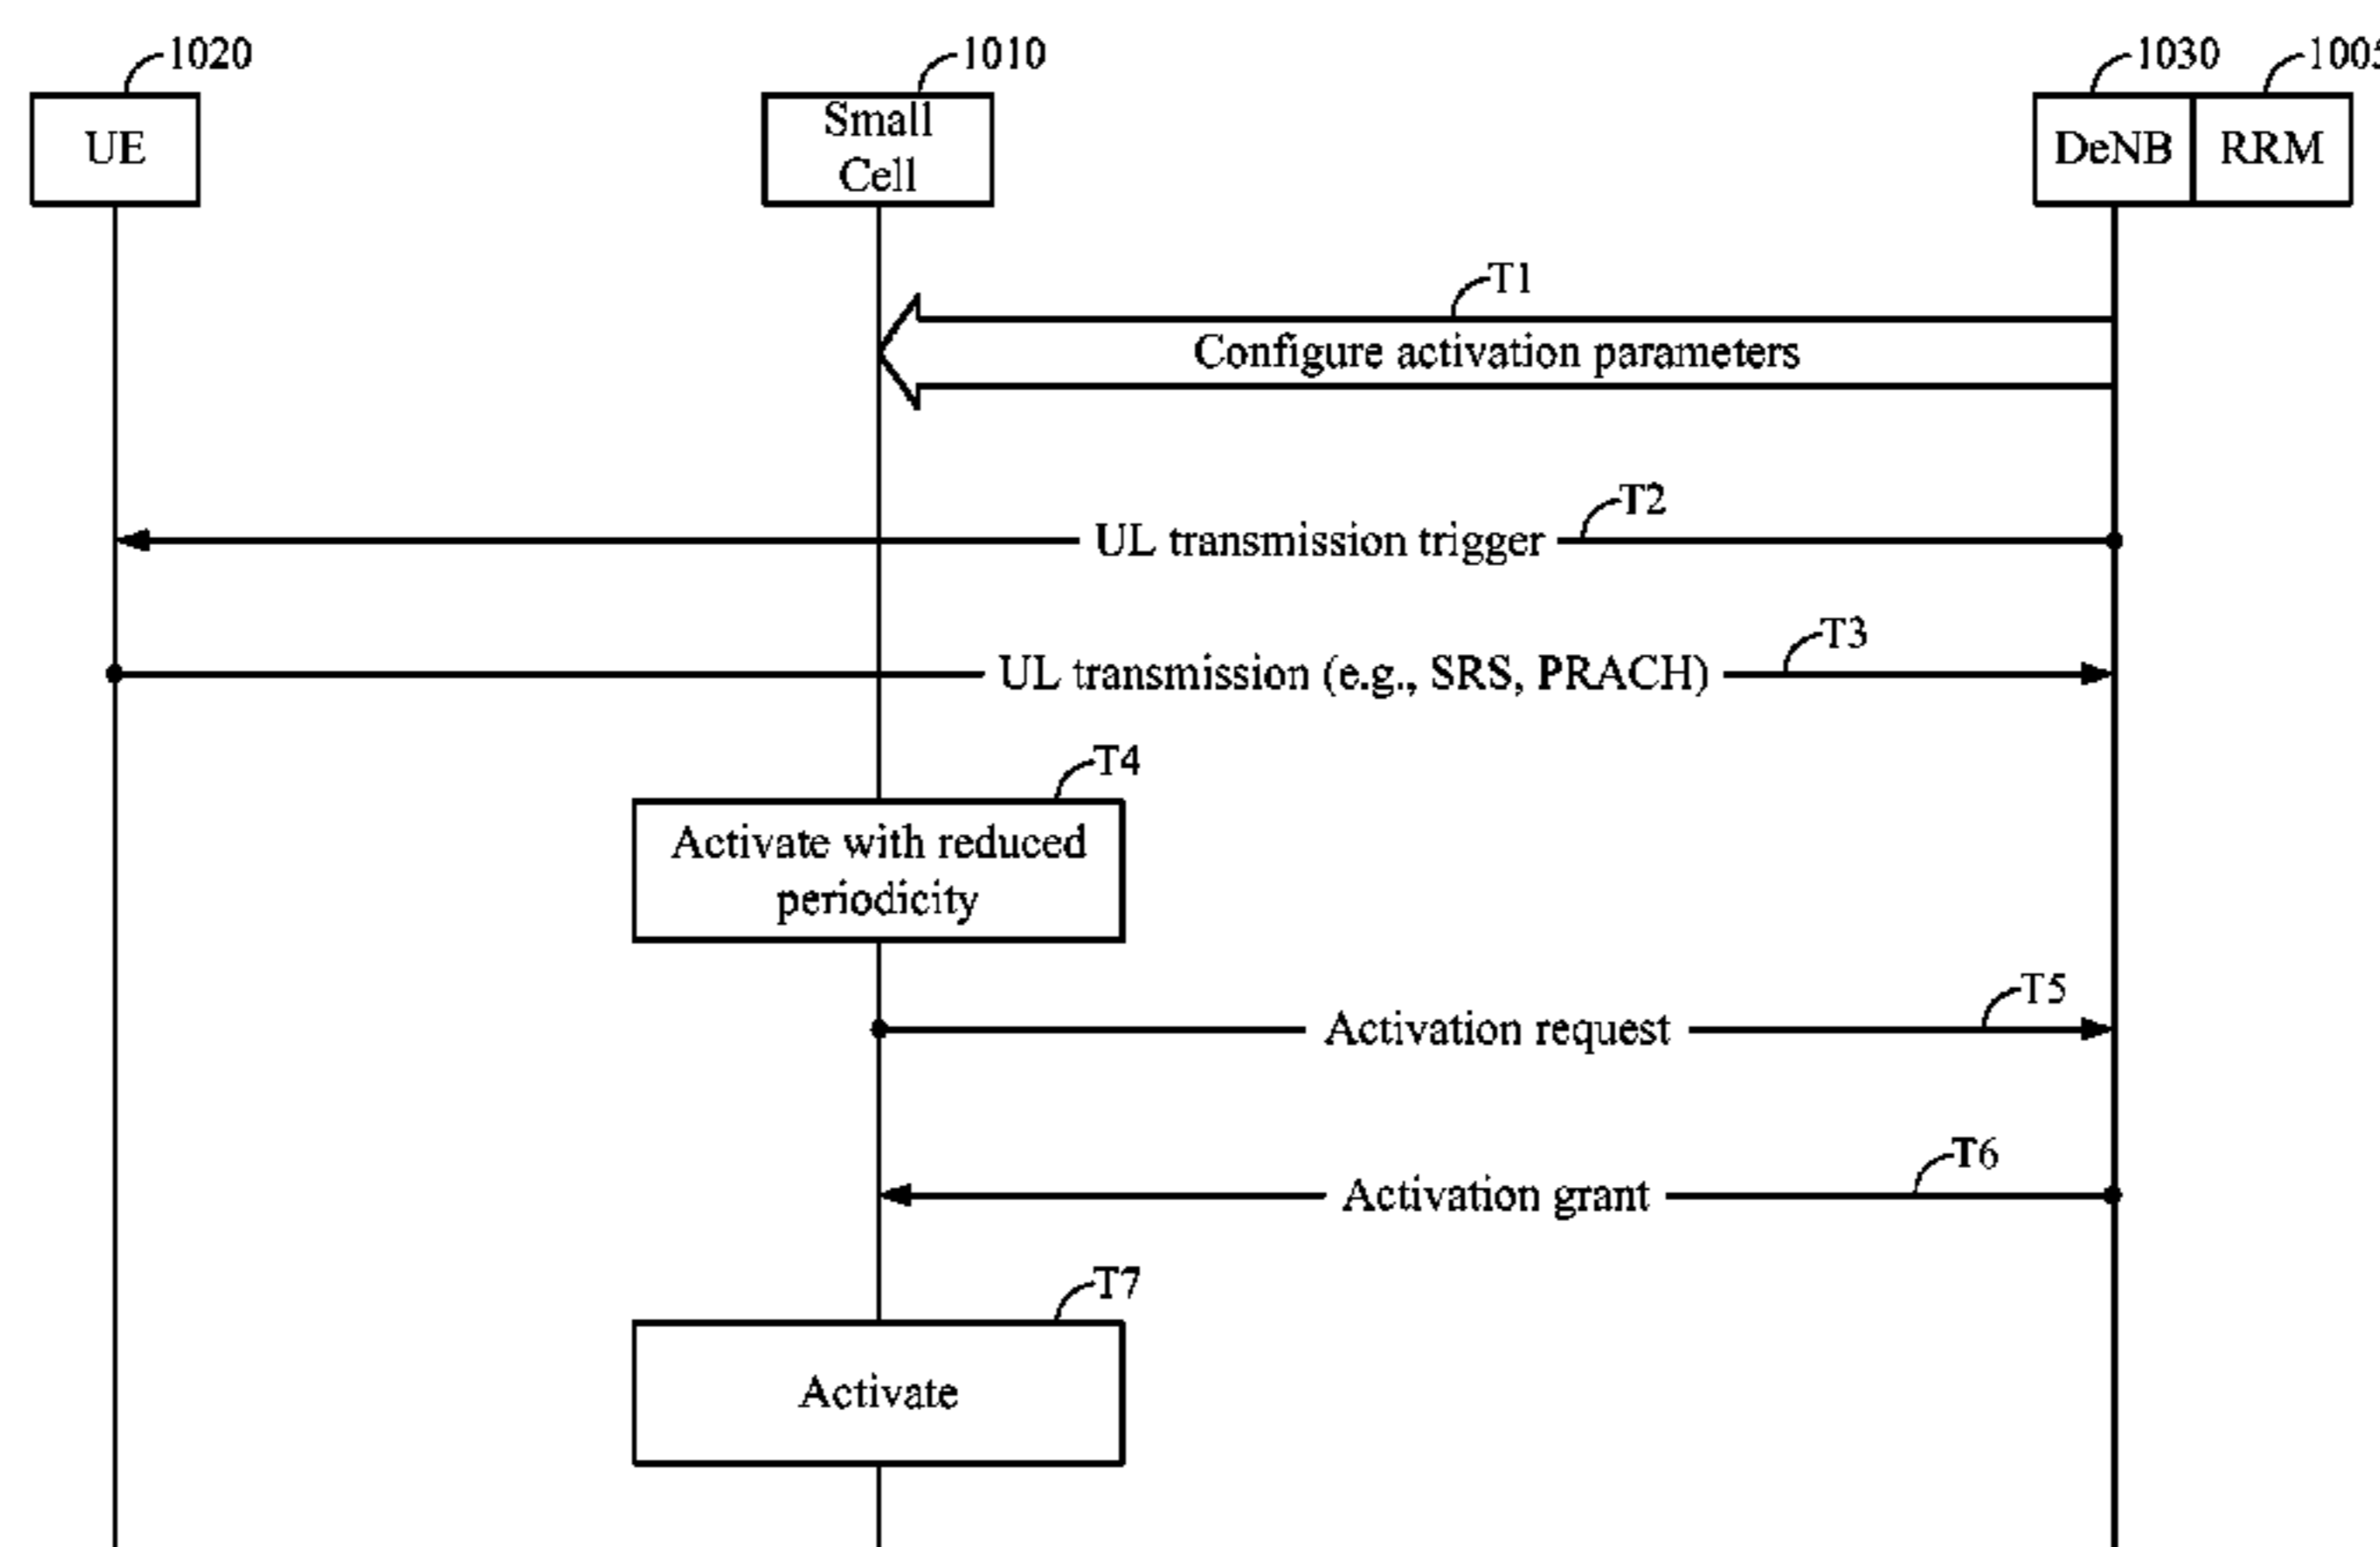 1020
1010
1030
1005
UE
Small
Cell
DeNB
RRM
T1
Configure activation parameters
T2
UL transmission trigger
T3
UL transmission (e.g., SRS, PRACH)
T4
Activate with reduced
periodicity
T5
Activation request
T6
Activation grant
T7
Activate